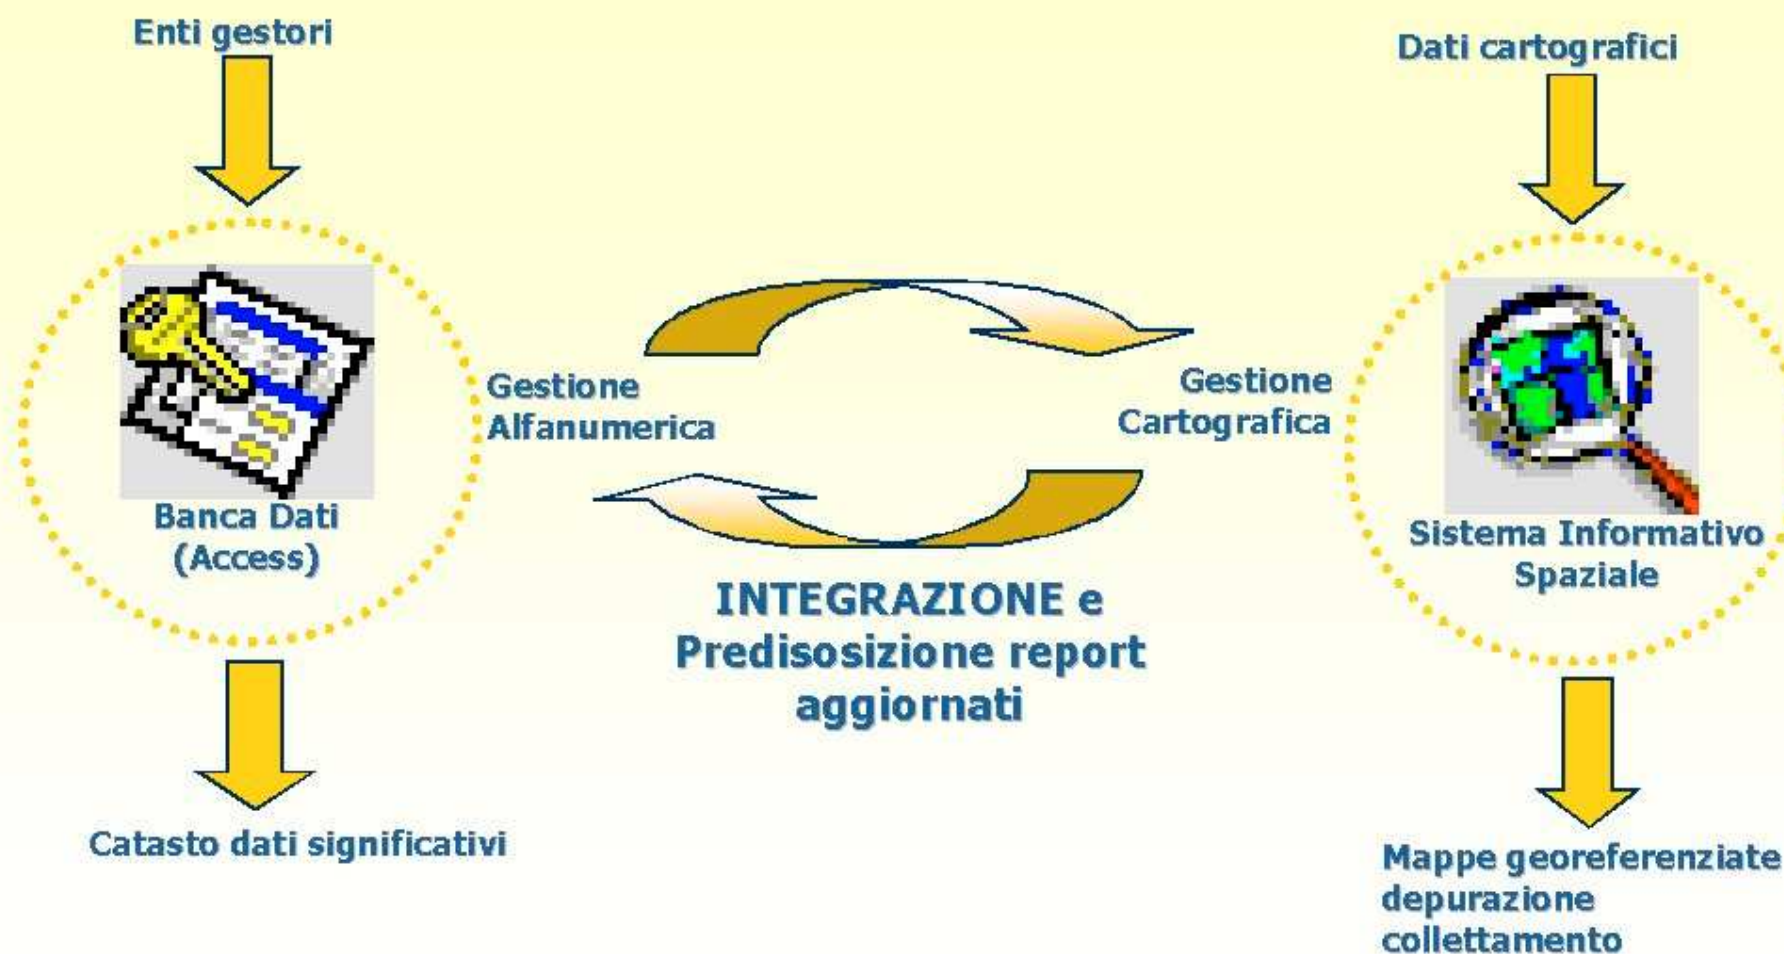 Enti gestori
Dati cartografici
Gestione
Alfanumerica
Gestione
Cartografica
Banca Dati
(Access)
Sistema Informativo
Spaziale
INTEGRAZIONE e
Predisosizione report
aggiornati
Catasto dati significativi
Mappe georeferenziate
depurazione
collettamento